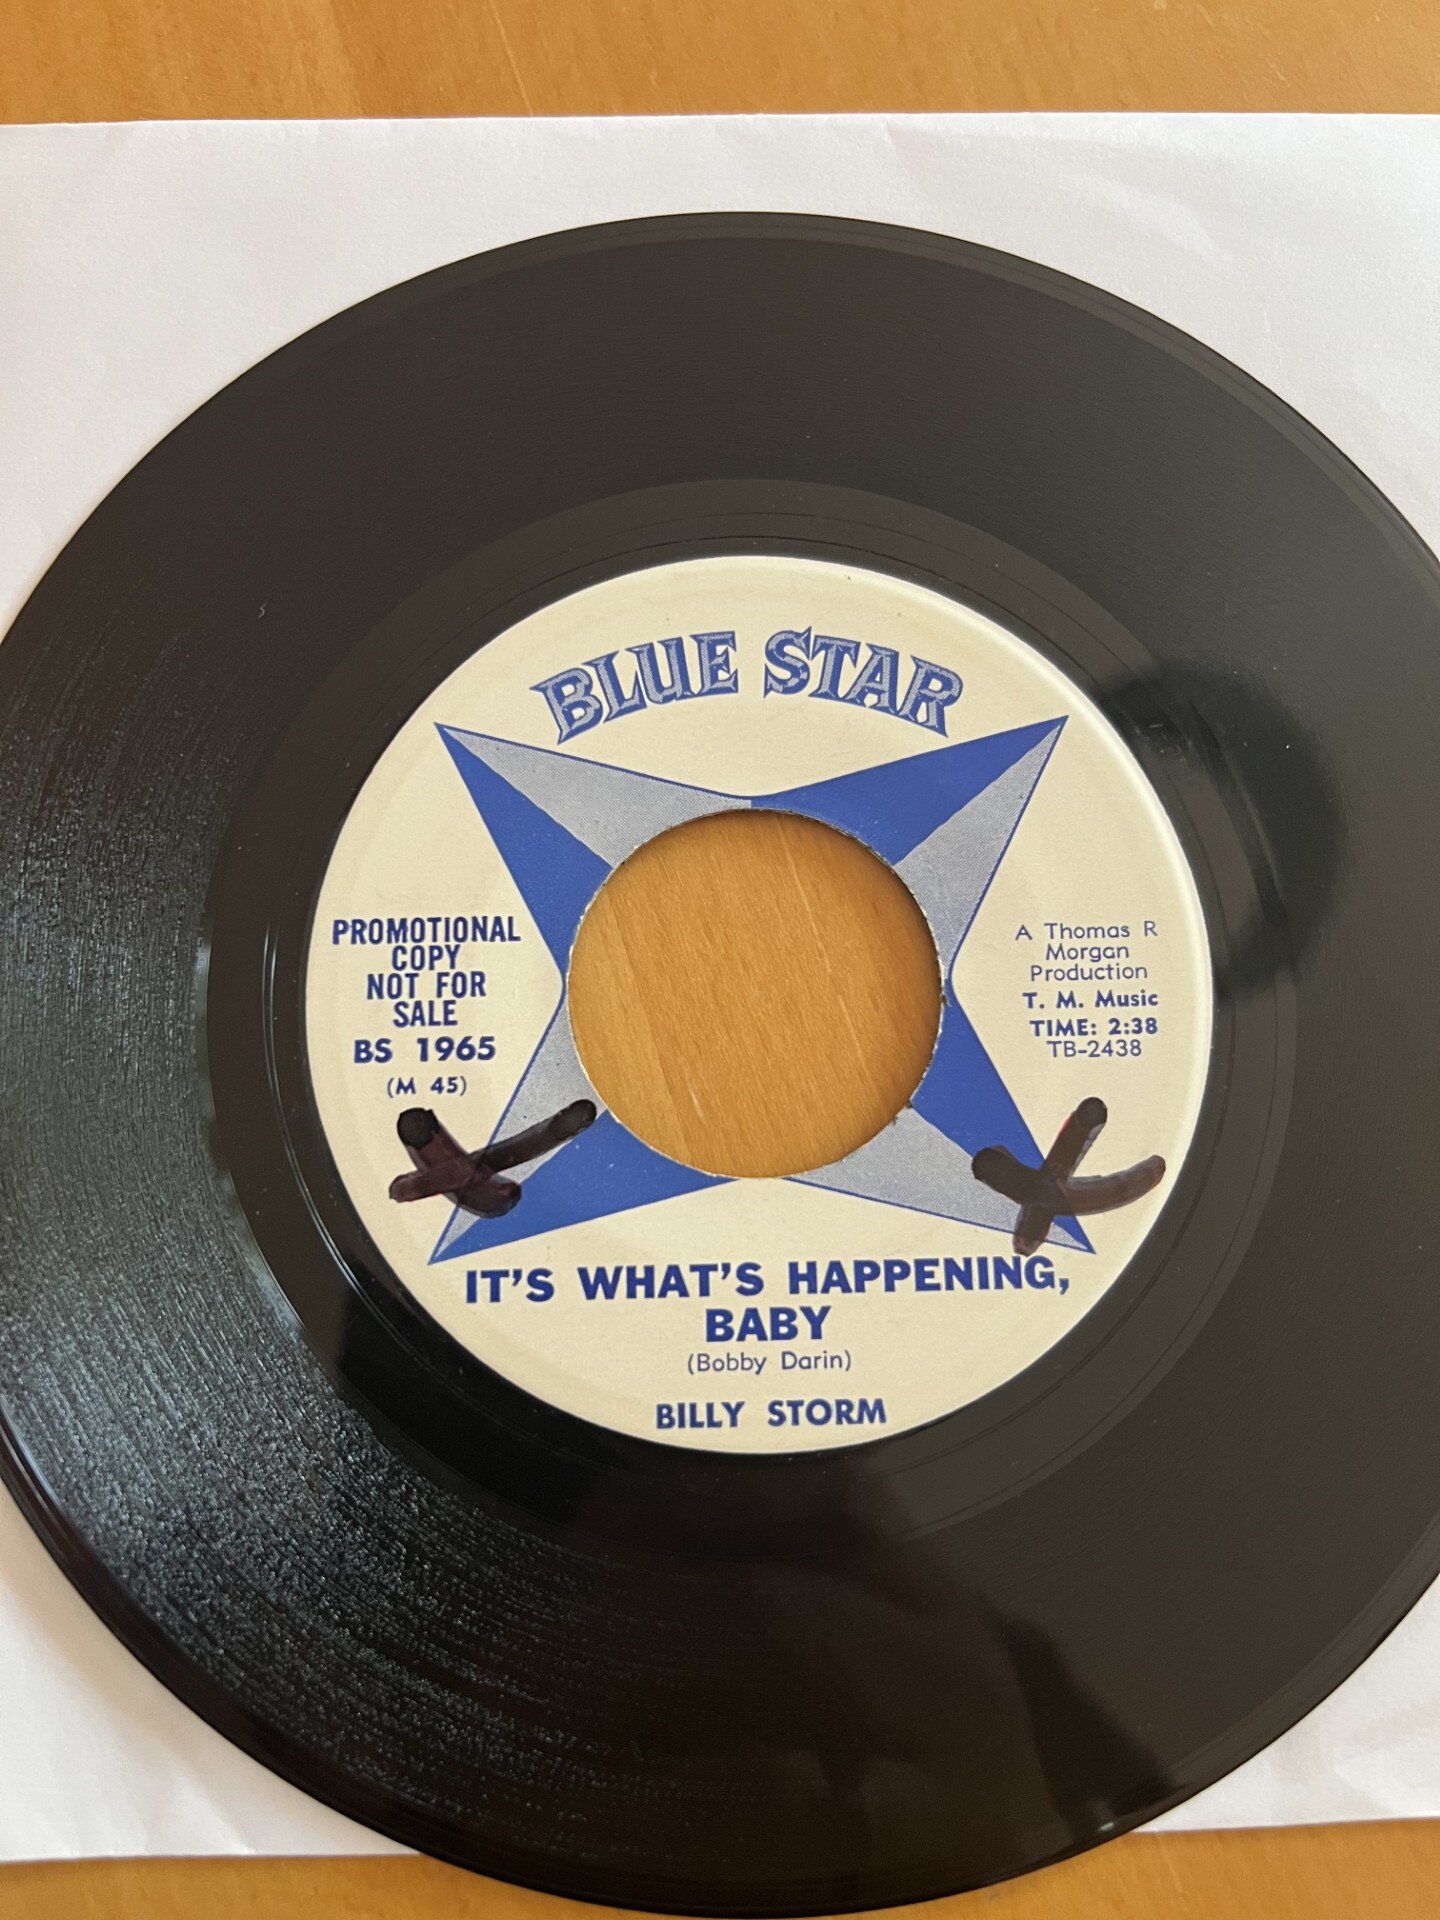 BLUE STAR
PROMOTIONAL
COPY
NOT FOR
SALE
BS 1965
(M 45)
A Thomas R
Morgan
Production
T. M. Music
TIME: 2:38
TB-2438
IT'S WHAT'S HAPPENING,
BABY
(Bobby Darin)
BILLY STORM